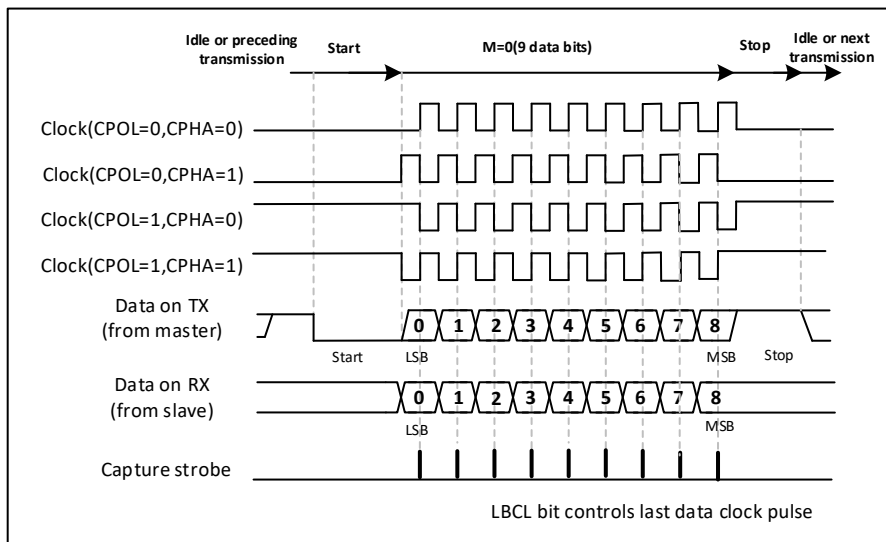 Idle or preceding
transmission
Start
M=0(9 data bits)
Stop
Idle or next
transmission
Clock(CPOL=0,CPHA=0)
Clock(CPOL=0,CPHA=1)
Clock(CPOL=1,CPHA=0)
Clock(CPOL=1,CPHA=1)
Data on TX
(from master)
0 1 2 3 4 5 6 7 8
Start
LSB
MSB
Stop
Data on RX
(from slave)
0 1 2 3 4 5 6 7 8
LSB
MSB
Capture strobe
LBCL bit controls last data clock pulse